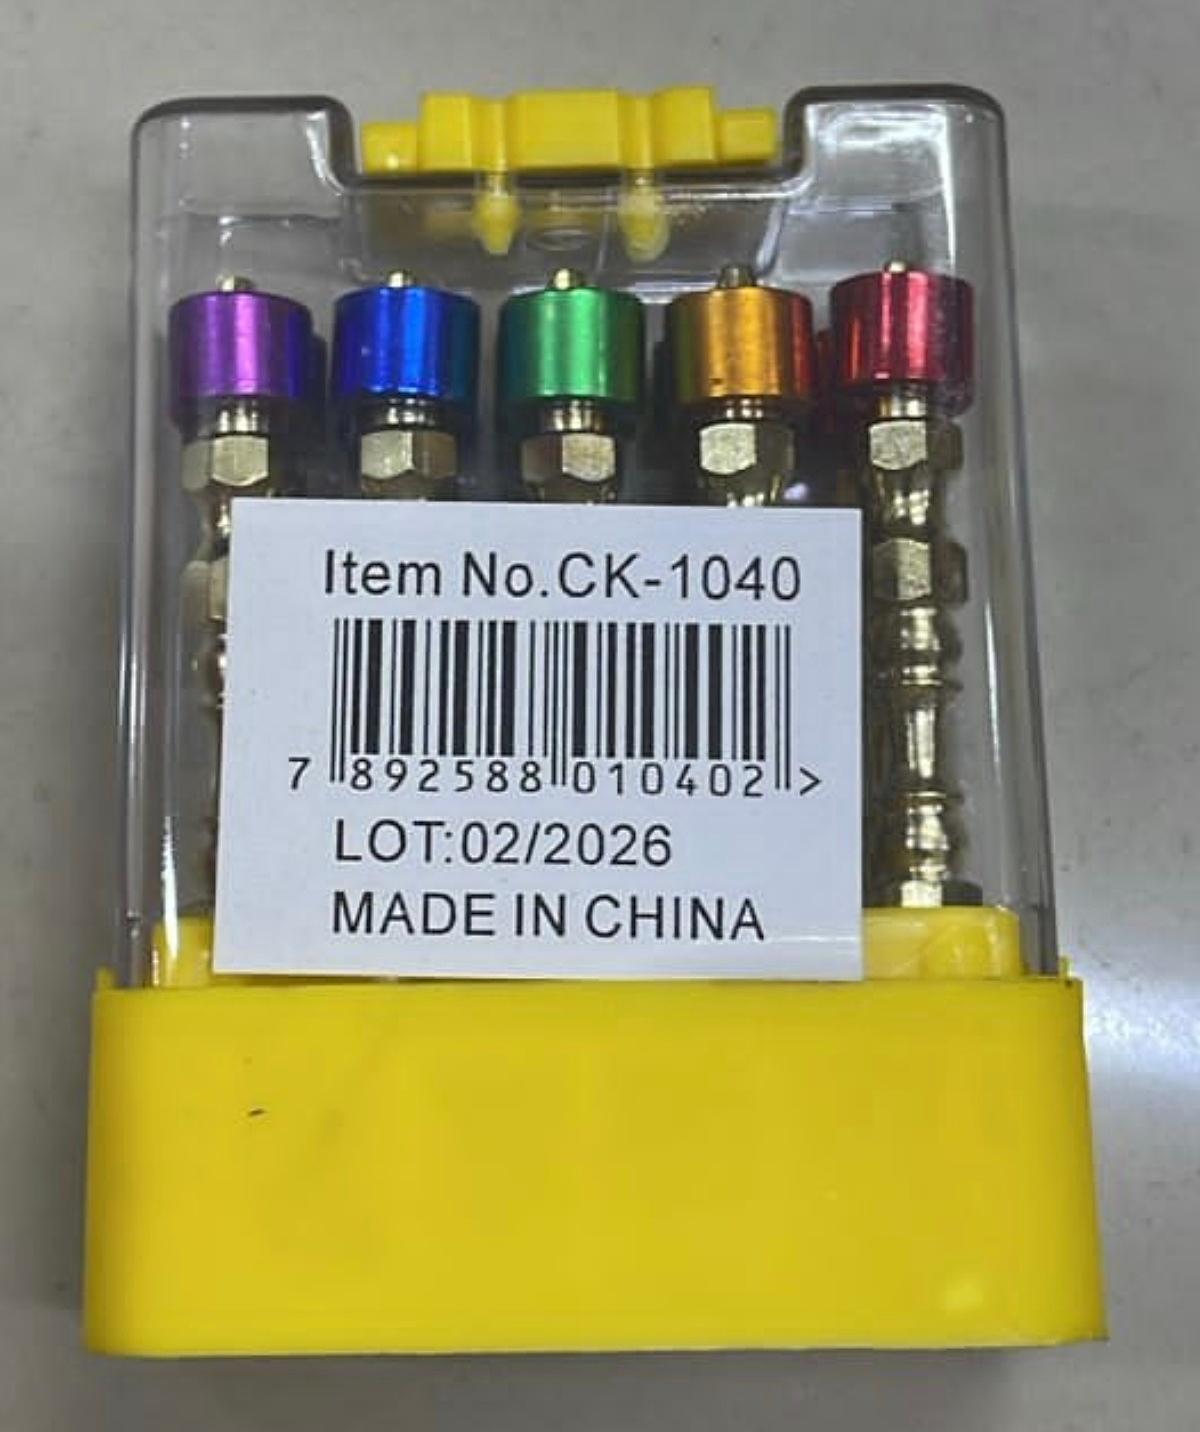 Item No.CK-1040
7 892588 010402 >
LOT:02/2026
MADE IN CHINA